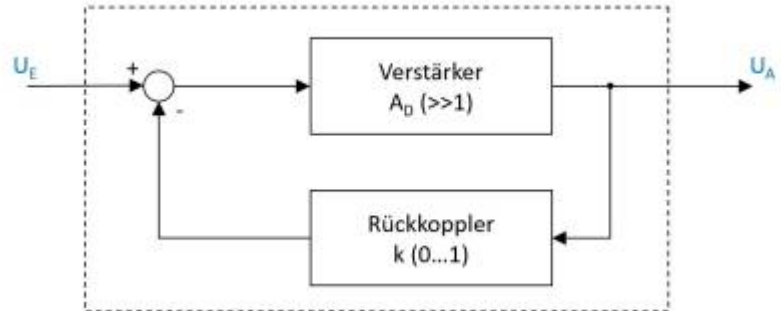 U_E
+
-
Verstärker
A_D (>>1)
U_A
Rückkoppler
k (0...1)